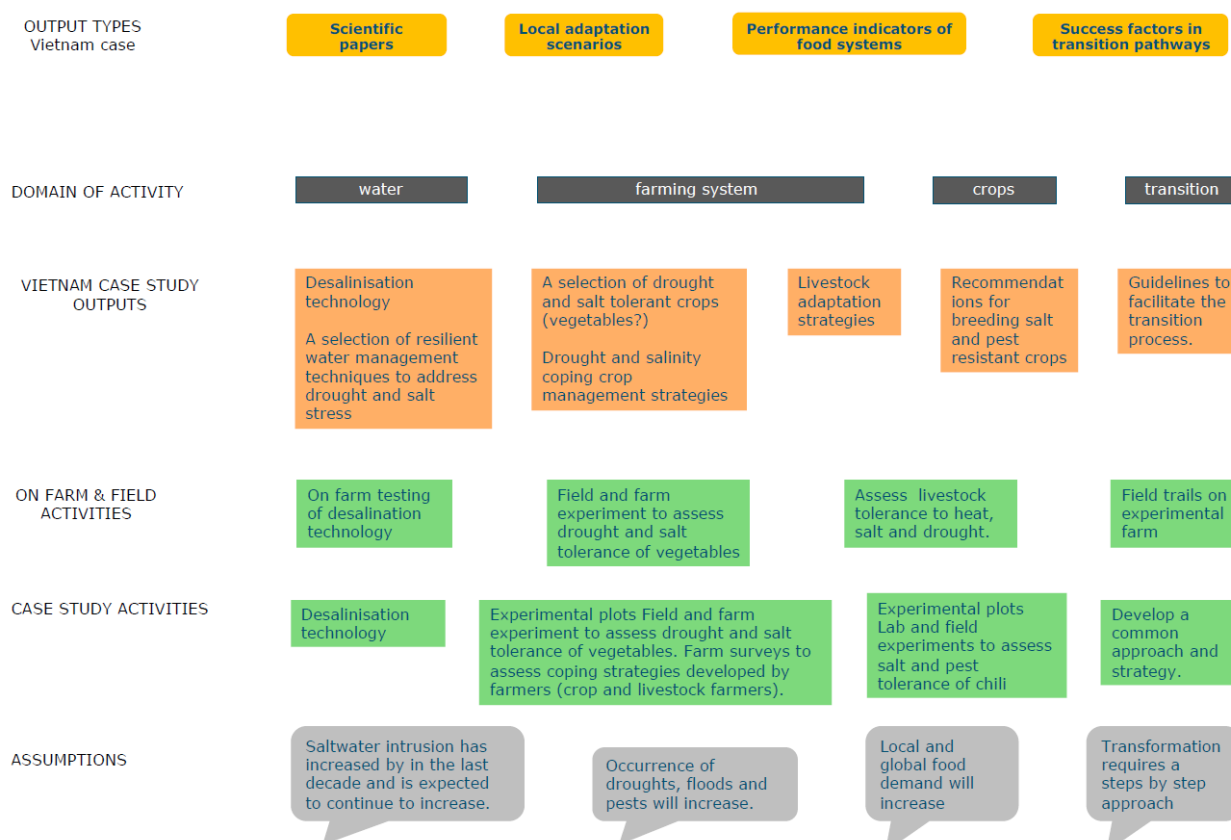 OUTPUT TYPES
Vietnam case
Scientific
papers
Local adaptation
scenarios
Performance indicators of
food systems
Success factors in
transition pathways
DOMAIN OF ACTIVITY
water
farming system
crops
transition
VIETNAM CASE STUDY
OUTPUTS
Desalinisation
technology
A selection of resilient
water management
techniques to address
drought and salt
stress
A selection of drought
and salt tolerant crops
(vegetables?)
Drought and salinity
coping crop
management strategies
Livestock
adaptation
strategies
Recommendat
ions for
breeding salt
and pest
resistant crops
Guidelines to
facilitate the
transition
process.
ON FARM & FIELD
ACTIVITIES
On farm testing
of desalination
technology
Field and farm
experiment to assess
drought and salt
tolerance of vegetables
Assess livestock
tolerance to heat,
salt and drought.
Field trails on
experimental
farm
CASE STUDY ACTIVITIES
Desalinisation
technology
Experimental plots Field and farm
experiment to assess drought and salt
tolerance of vegetables. Farm surveys to
assess coping strategies developed by
farmers (crop and livestock farmers).
Experimental plots
Lab and field
experiments to assess
salt and pest
tolerance of chili
Develop a
common
approach and
strategy.
ASSUMPTIONS
Saltwater intrusion has
increased by in the last
decade and is expected
to continue to increase.
Occurrence of
droughts, floods and
pests will increase.
Local and
global food
demand will
increase
Transformation
requires a
steps by step
approach